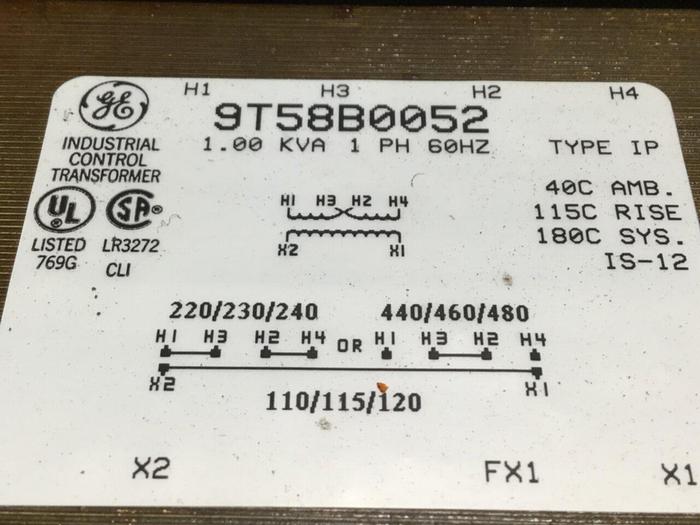 H1 H3 H2 H4
GE
9T58B0052
INDUSTRIAL
CONTROL
TRANSFORMER
1.00 KVA 1 PH 60HZ
TYPE IP
40C AMB.
115C RISE
180C SYS.
IS-12
UL SA®
LISTED LR3272
769G CLI
H1 H3 H2 H4
X2 X1
220/230/240 440/460/480
H1 H3 H2 H4 OR H1 H3 H2 H4
X2 X1
110/115/120
X2 FX1 X1